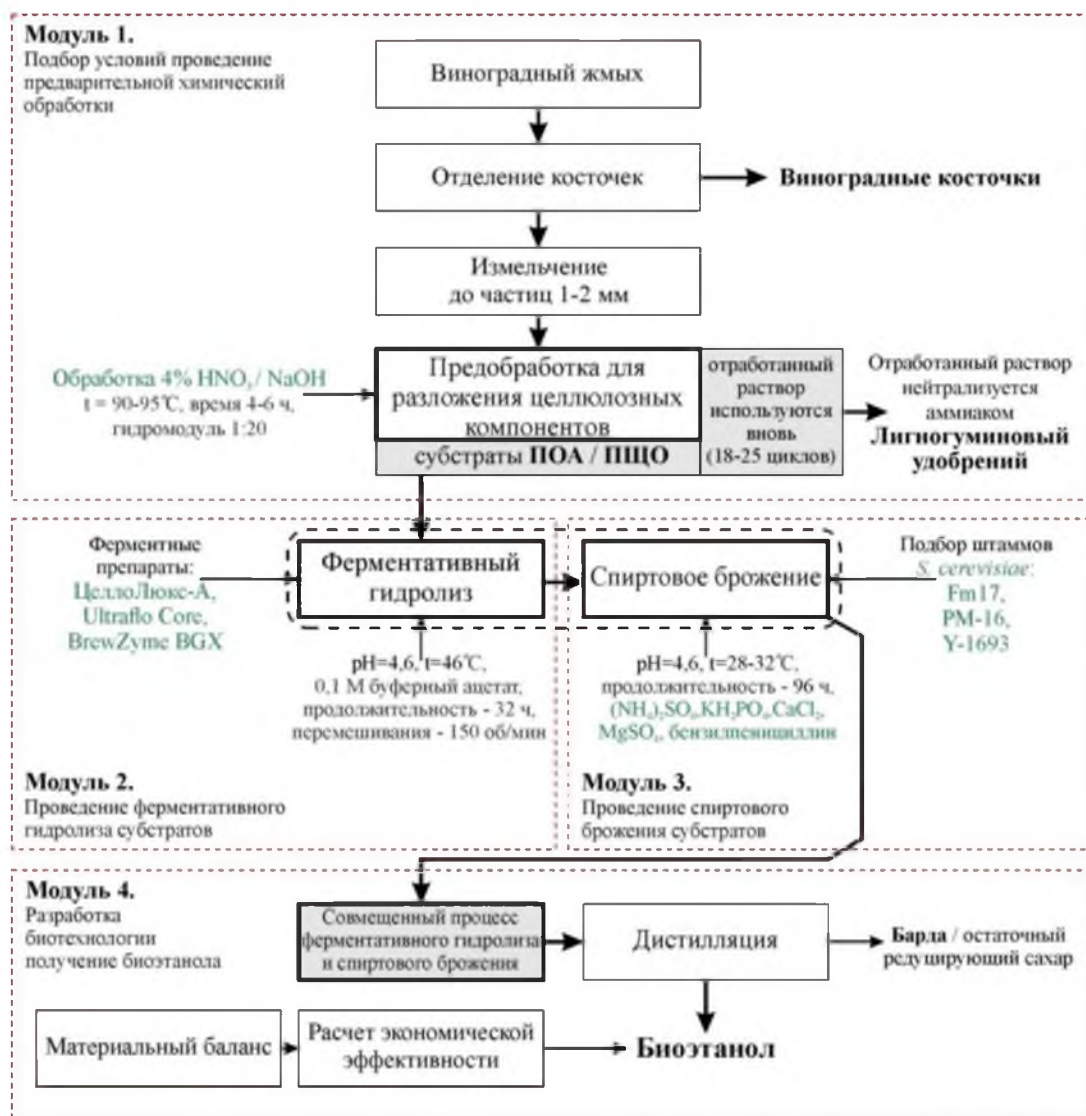 Модуль 1.
Подбор условий проведение
предварительной химический
обработки
Виноградный жмых
Отделение косточек
Виноградные косточки
Измельчение
до частиц 1-2 мм
Обработка 4% HNO₃ / NaOH
t = 90-95℃, время 4-6 ч,
гидромодуль 1:20
Предобработка для
разложения целлюлозных
компонентов
субстраты ПОА / ПЩО
отработанный
раствор
используются
вновь
(18-25 циклов)
Отработанный раствор
нейтрализуется
аммиаком
Лигногуминовый
удобрений
Ферментные
препараты:
ЦеллоЛюкс-А,
Ultraflo Core,
BrewZyme BGX
Ферментативный
гидролиз
pH=4,6, t=46℃,
0,1 М буферный ацетат,
продолжительность - 32 ч,
перемешивания - 150 об/мин
Модуль 2.
Проведение ферментативного
гидролиза субстратов
Спиртовое брожение
Подбор штаммов
S. cerevisiae:
Fm17,
PM-16,
Y-1693
pH=4,6, t=28-32℃,
продолжительность - 96 ч,
(NH₄)₂SO₄,KH₂PO₄,CaCl₂,
MgSO₄, бензилпенициллин
Модуль 3.
Проведение спиртового
брожения субстратов
Модуль 4.
Разработка
биотехнологии
получение биоэтанола
Совмещенный процесс
ферментативного гидролиза
и спиртового брожения
Дистилляция
Барда / остаточный
редуцирующий сахар
Материальный баланс
Расчет экономической
эффективности
Биоэтанол